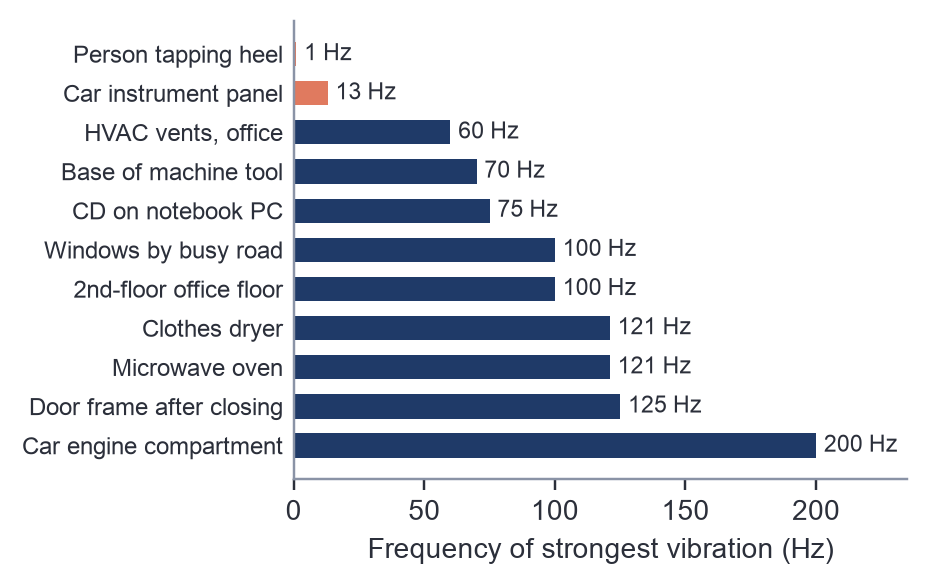 Person tapping heel 1 Hz
Car instrument panel 13 Hz
HVAC vents, office 60 Hz
Base of machine tool 70 Hz
CD on notebook PC 75 Hz
Windows by busy road 100 Hz
2nd-floor office floor 100 Hz
Clothes dryer 121 Hz
Microwave oven 121 Hz
Door frame after closing 125 Hz
Car engine compartment 200 Hz
0 50 100 150 200
Frequency of strongest vibration (Hz)